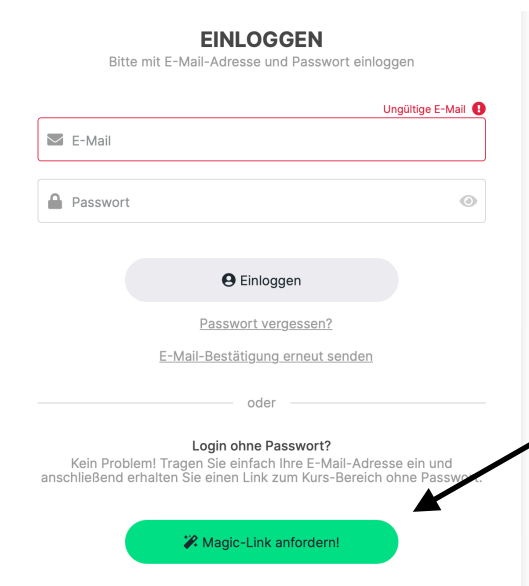 EINLOGGEN
Bitte mit E-Mail-Adresse und Passwort einloggen
Ungültige E-Mail
E-Mail
Passwort
Einloggen
Passwort vergessen?
E-Mail-Bestätigung erneut senden
oder
Login ohne Passwort?
Kein Problem! Tragen Sie einfach Ihre E-Mail-Adresse ein und
anschließend erhalten Sie einen Link zum Kurs-Bereich ohne Passwort.
Magic-Link anfordern!